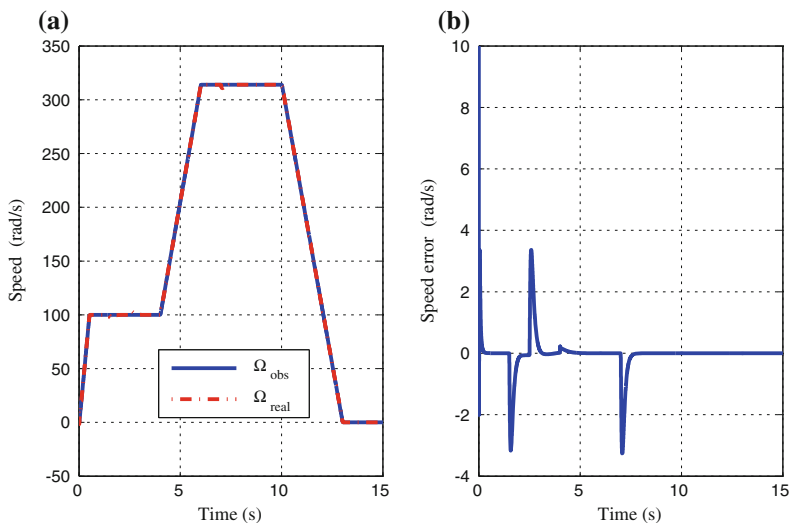 (a)
350
300
250
200
150
100
50
0
-50
Speed (rad/s)
0 5 10 15
Time (s)
Ω obs
Ω real
(b)
10
8
6
4
2
0
-2
-4
Speed error (rad/s)
0 5 10 15
Time (s)